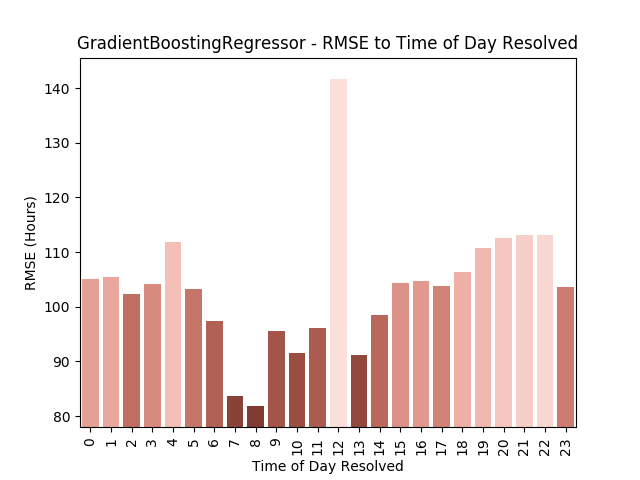 GradientBoostingRegressor - RMSE to Time of Day Resolved
140
130
120
110
100
90
80
RMSE (Hours)
0 1 2 3 4 5 6 7 8 9 10 11 12 13 14 15 16 17 18 19 20 21 22 23
Time of Day Resolved